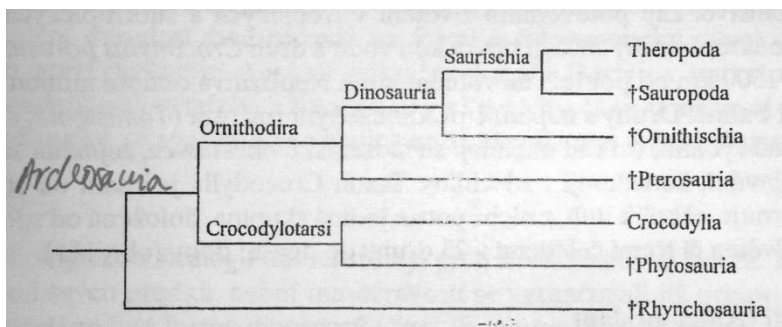 Saurischia
Theropoda
†Sauropoda
Dinosauria
†Ornithischia
Ornithodira
†Pterosauria
Archosauria
Crocodylotarsi
Crocodylia
†Phytosauria
†Rhynchosauria